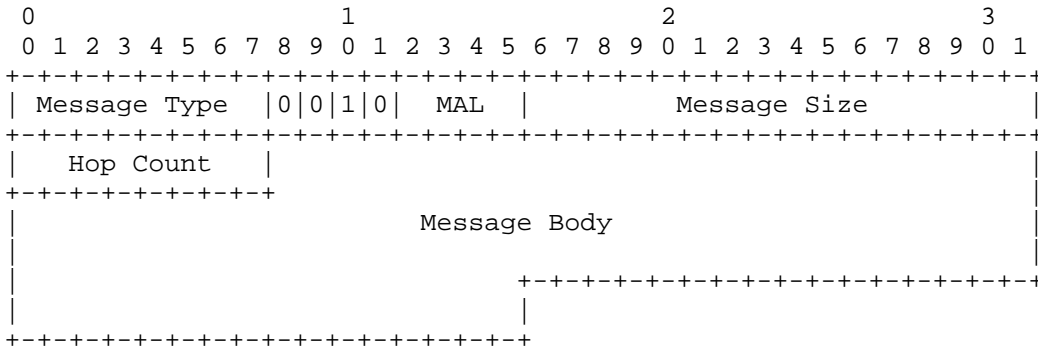 0                   1                   2                   3
 0 1 2 3 4 5 6 7 8 9 0 1 2 3 4 5 6 7 8 9 0 1 2 3 4 5 6 7 8 9 0 1
+-+-+-+-+-+-+-+-+-+-+-+-+-+-+-+-+-+-+-+-+-+-+-+-+-+-+-+-+-+-+-+-+
| Message Type  |0|0|1|0|  MAL  |         Message Size          |
+-+-+-+-+-+-+-+-+-+-+-+-+-+-+-+-+-+-+-+-+-+-+-+-+-+-+-+-+-+-+-+-+
|   Hop Count   |                                               |
+-+-+-+-+-+-+-+-+                                               |
|                         Message Body                          |
|                                                               |
|                               +-+-+-+-+-+-+-+-+-+-+-+-+-+-+-+-+
|                               |
+-+-+-+-+-+-+-+-+-+-+-+-+-+-+-+-+